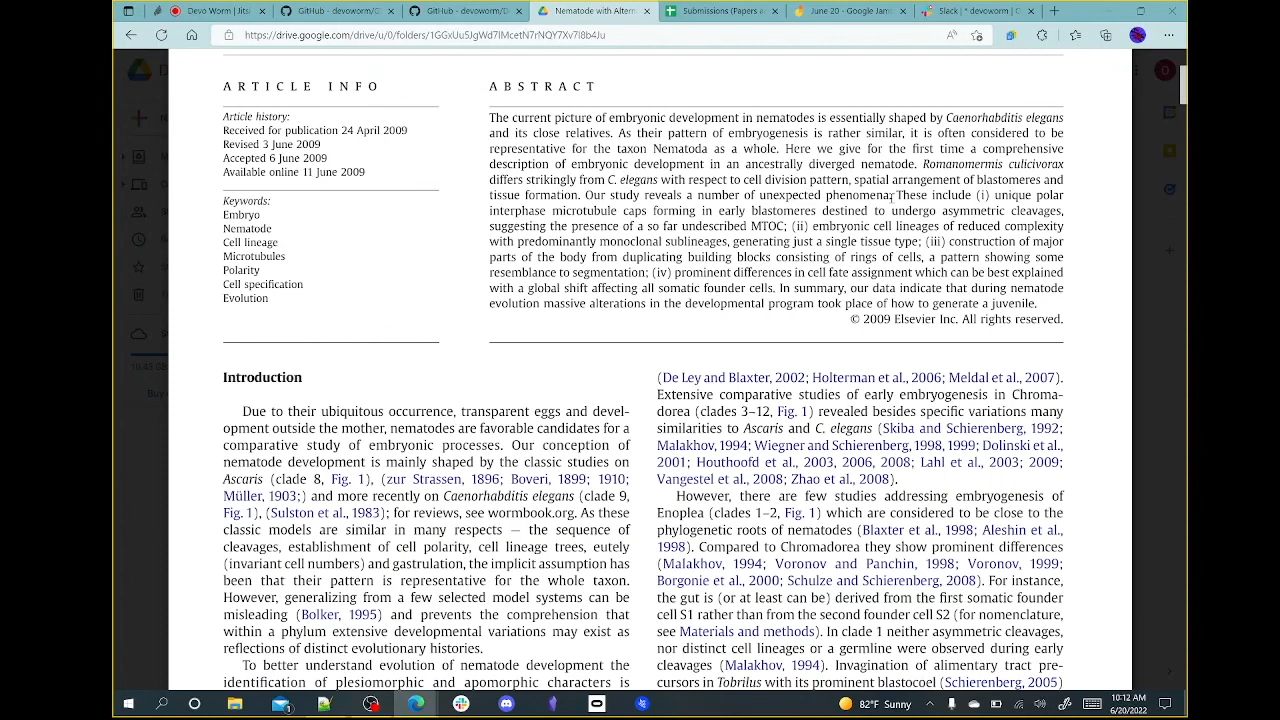 Devo Worm | Jits
GitHub - devoworm/D
GitHub - devoworm/D
Nematode with Altern
Submissions (Papers a
June 20 - Google Jam
Slack | * devoworm |
https://drive.google.com/drive/u/0/folders/16GxUu5JgWd7IMcetN7rNQY7Xv7l8b4Ju
ARTICLE INFO
Article history:
Received for publication 24 April 2009
Revised 3 June 2009
Accepted 6 June 2009
Available online 11 June 2009
Keywords:
Embryo
Nematode
Cell lineage
Microtubules
Polarity
Cell specification
Evolution
ABSTRACT
The current picture of embryonic development in nematodes is essentially shaped by Caenorhabditis elegans
and its close relatives. As their pattern of embryogenesis is rather similar, it is often considered to be
representative for the taxon Nematoda as a whole. Here we give for the first time a comprehensive
description of embryonic development in an ancestrally diverged nematode. Romanomermis culicivorax
differs strikingly from C. elegans with respect to cell division pattern, spatial arrangement of blastomeres and
tissue formation. Our study reveals a number of unexpected phenomena. These include (i) unique polar
interphase microtubule caps forming in early blastomeres destined to undergo asymmetric cleavages,
suggesting the presence of a so far undescribed MTOC; (ii) embryonic cell lineages of reduced complexity
with predominantly monoclonal sublineages, generating just a single tissue type; (iii) construction of major
parts of the body from duplicating building blocks consisting of rings of cells, a pattern showing some
resemblance to segmentation; (iv) prominent differences in cell fate assignment which can be best explained
with a global shift affecting all somatic founder cells. In summary, our data indicate that during nematode
evolution massive alterations in the developmental program took place of how to generate a juvenile.
© 2009 Elsevier Inc. All rights reserved.
Introduction
Due to their ubiquitous occurrence, transparent eggs and devel-
opment outside the mother, nematodes are favorable candidates for a
comparative study of embryonic processes. Our conception of
nematode development is mainly shaped by the classic studies on
Ascaris (clade 8, Fig. 1), (zur Strassen, 1896; Boveri, 1899; 1910;
Müller, 1903;) and more recently on Caenorhabditis elegans (clade 9,
Fig. 1), (Sulston et al., 1983); for reviews, see wormbook.org. As these
classic models are similar in many respects — the sequence of
cleavages, establishment of cell polarity, cell lineage trees, eutely
(invariant cell numbers) and gastrulation, the implicit assumption has
been that their pattern is representative for the whole taxon.
However, generalizing from a few selected model systems can be
misleading (Bolker, 1995) and prevents the comprehension that
within a phylum extensive developmental variations may exist as
reflections of distinct evolutionary histories.
To better understand evolution of nematode development the
identification of plesiomorphic and apomorphic characters is
(De Ley and Blaxter, 2002; Holterman et al., 2006; Meldal et al., 2007).
Extensive comparative studies of early embryogenesis in Chroma-
dorea (clades 3–12, Fig. 1) revealed besides specific variations many
similarities to Ascaris and C. elegans (Skiba and Schierenberg, 1992;
Malakhov, 1994; Wiegner and Schierenberg, 1998, 1999; Dolinski et al.,
2001; Houthoofd et al., 2003, 2006, 2008; Lahl et al., 2003; 2009;
Vangestel et al., 2008; Zhao et al., 2008).
However, there are few studies addressing embryogenesis of
Enoplea (clades 1–2, Fig. 1) which are considered to be close to the
phylogenetic roots of nematodes (Blaxter et al., 1998; Aleshin et al.,
1998). Compared to Chromadorea they show prominent differences
(Malakhov, 1994; Voronov and Panchin, 1998; Voronov, 1999;
Borgonie et al., 2000; Schulze and Schierenberg, 2008). For instance,
the gut is (or at least can be) derived from the first somatic founder
cell S1 rather than from the second founder cell S2 (for nomenclature,
see Materials and methods). In clade 1 neither asymmetric cleavages,
nor distinct cell lineages or a germline were observed during early
cleavages (Malakhov, 1994). Invagination of alimentary tract pre-
cursors in Tobrilus with its prominent blastocoel (Schierenberg, 2005)
Buy
82°F Sunny
10:12 AM
6/20/2022